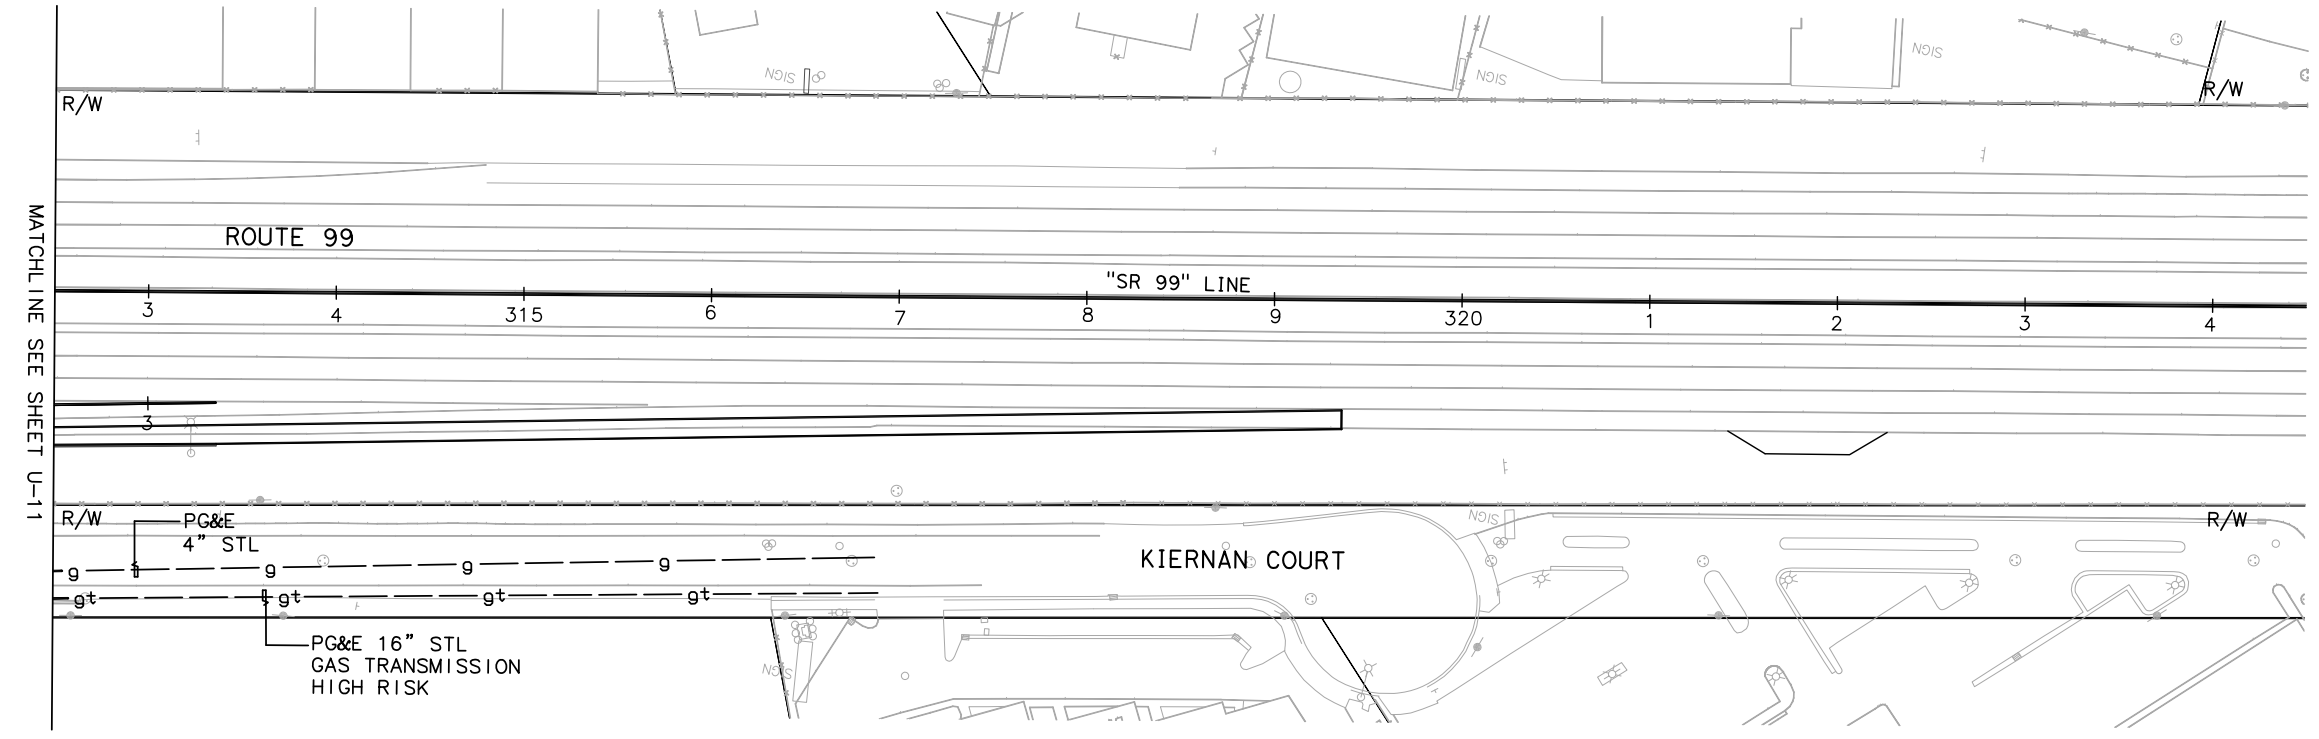 SIGN
SIGN
SIGN
R/W
R/W
MATCHLINE SEE SHEET U-11
ROUTE 99
"SR 99" LINE
3 4 315 6 7 8 9 320 1 2 3 4
3
SIGN
R/W
R/W
PG&E
4" STL
KIERNAN COURT
g g g g
gt gt gt gt
PG&E 16" STL
GAS TRANSMISSION
HIGH RISK
SIGN